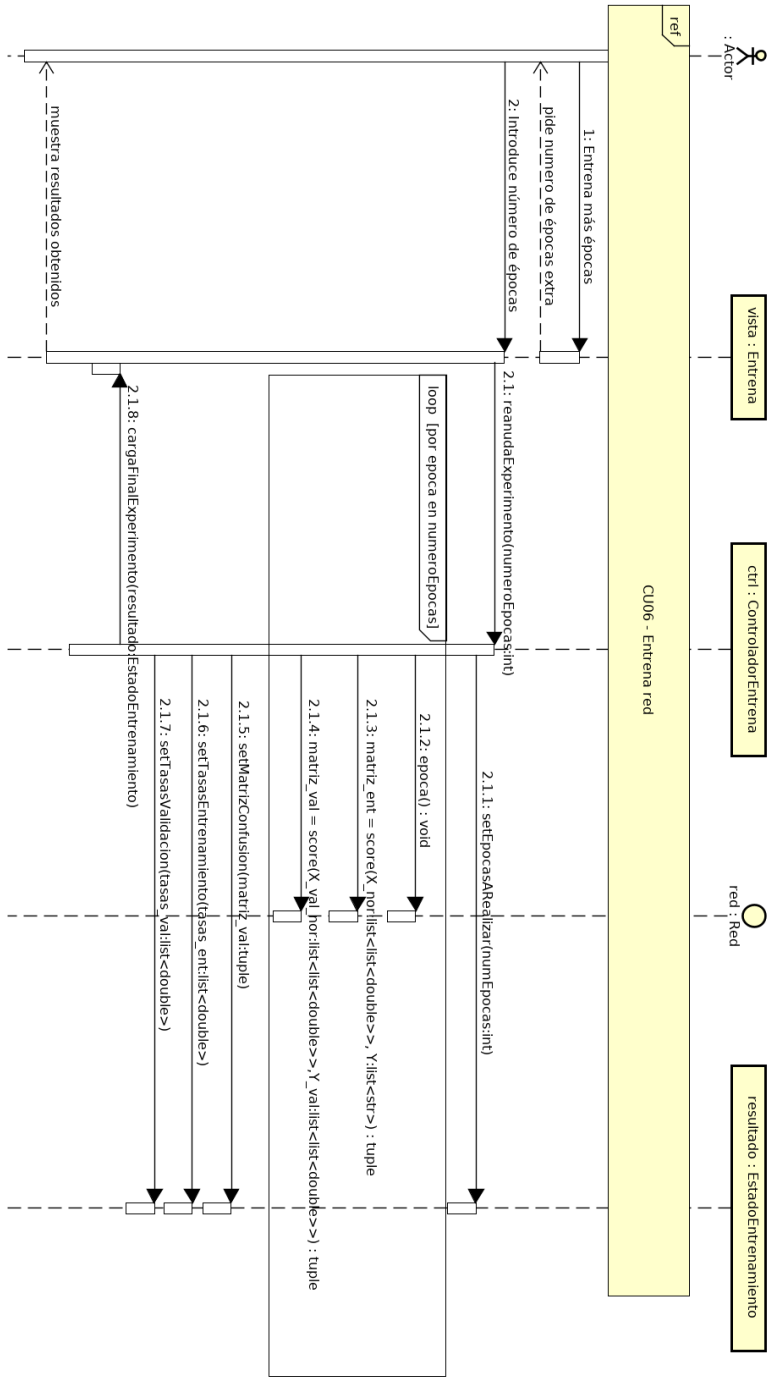 : Actor
vista : Entrena
ctrl : ControladorEntrena
red : Red
resultado : EstadoEntrenamiento
ref
CU06 - Entrena red
1: Entrena más épocas
pide numero de épocas extra
2: Introduce número de épocas
2.1: reanudaExperimento(numeroEpocas:int)
2.1.1: setEpocasARealizar(numEpocas:int)
loop [por epoca en numeroEpocas]
2.1.2: epoca() : void
2.1.3: matriz_ent = score(X_nor:list<list<double>>, Y:list<str>) : tuple
2.1.4: matriz_val = score(X_val_nor:list<list<double>>,Y_val:list<list<double>>) : tuple
2.1.5: setMatrizConfusion(matriz_val:tuple)
2.1.6: setTasasEntrenamiento(tasas_ent:list<double>)
2.1.7: setTasasValidacion(tasas_val:list<double>)
2.1.8: cargaFinalExperimento(resultado:EstadoEntrenamiento)
muestra resultados obtenidos